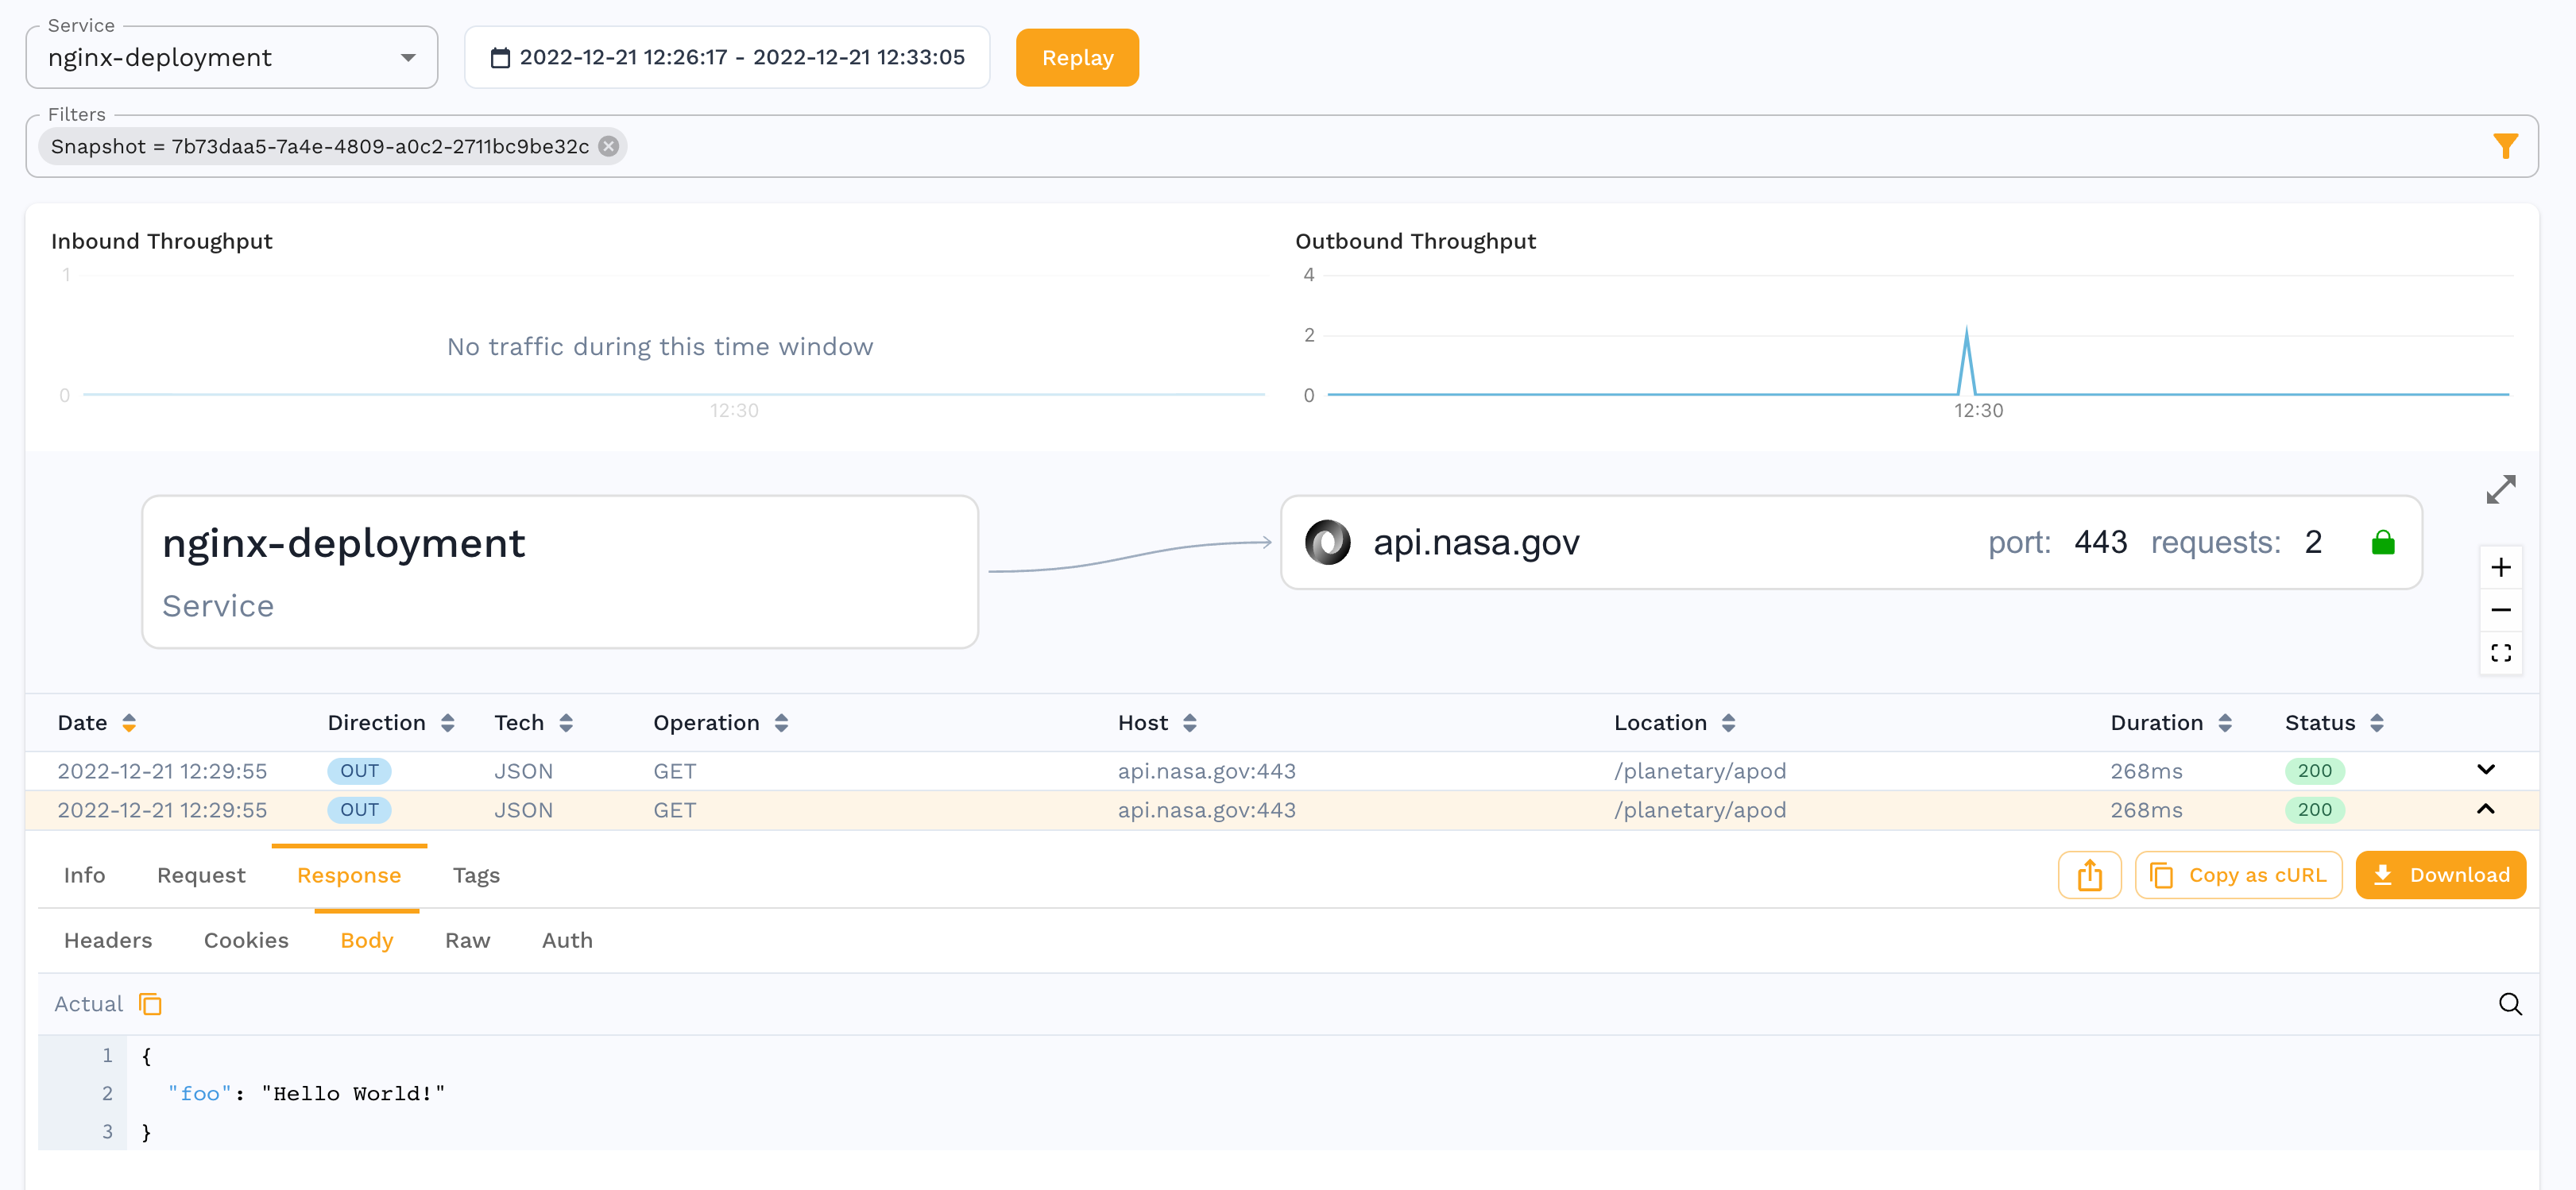 Service
nginx-deployment
2022-12-21 12:26:17 - 2022-12-21 12:33:05
Replay
Filters
Snapshot = 7b73daa5-7a4e-4809-a0c2-2711bc9be32c
Inbound Throughput
1
No traffic during this time window
0
12:30
Outbound Throughput
4
2
0
12:30
nginx-deployment
Service
api.nasa.gov port: 443 requests: 2
Date Direction Tech Operation Host Location Duration Status
2022-12-21 12:29:55 OUT JSON GET api.nasa.gov:443 /planetary/apod 268ms 200
2022-12-21 12:29:55 OUT JSON GET api.nasa.gov:443 /planetary/apod 268ms 200
Info Request Response Tags Copy as cURL Download
Headers Cookies Body Raw Auth
Actual
1 {
2 "foo": "Hello World!"
3 }